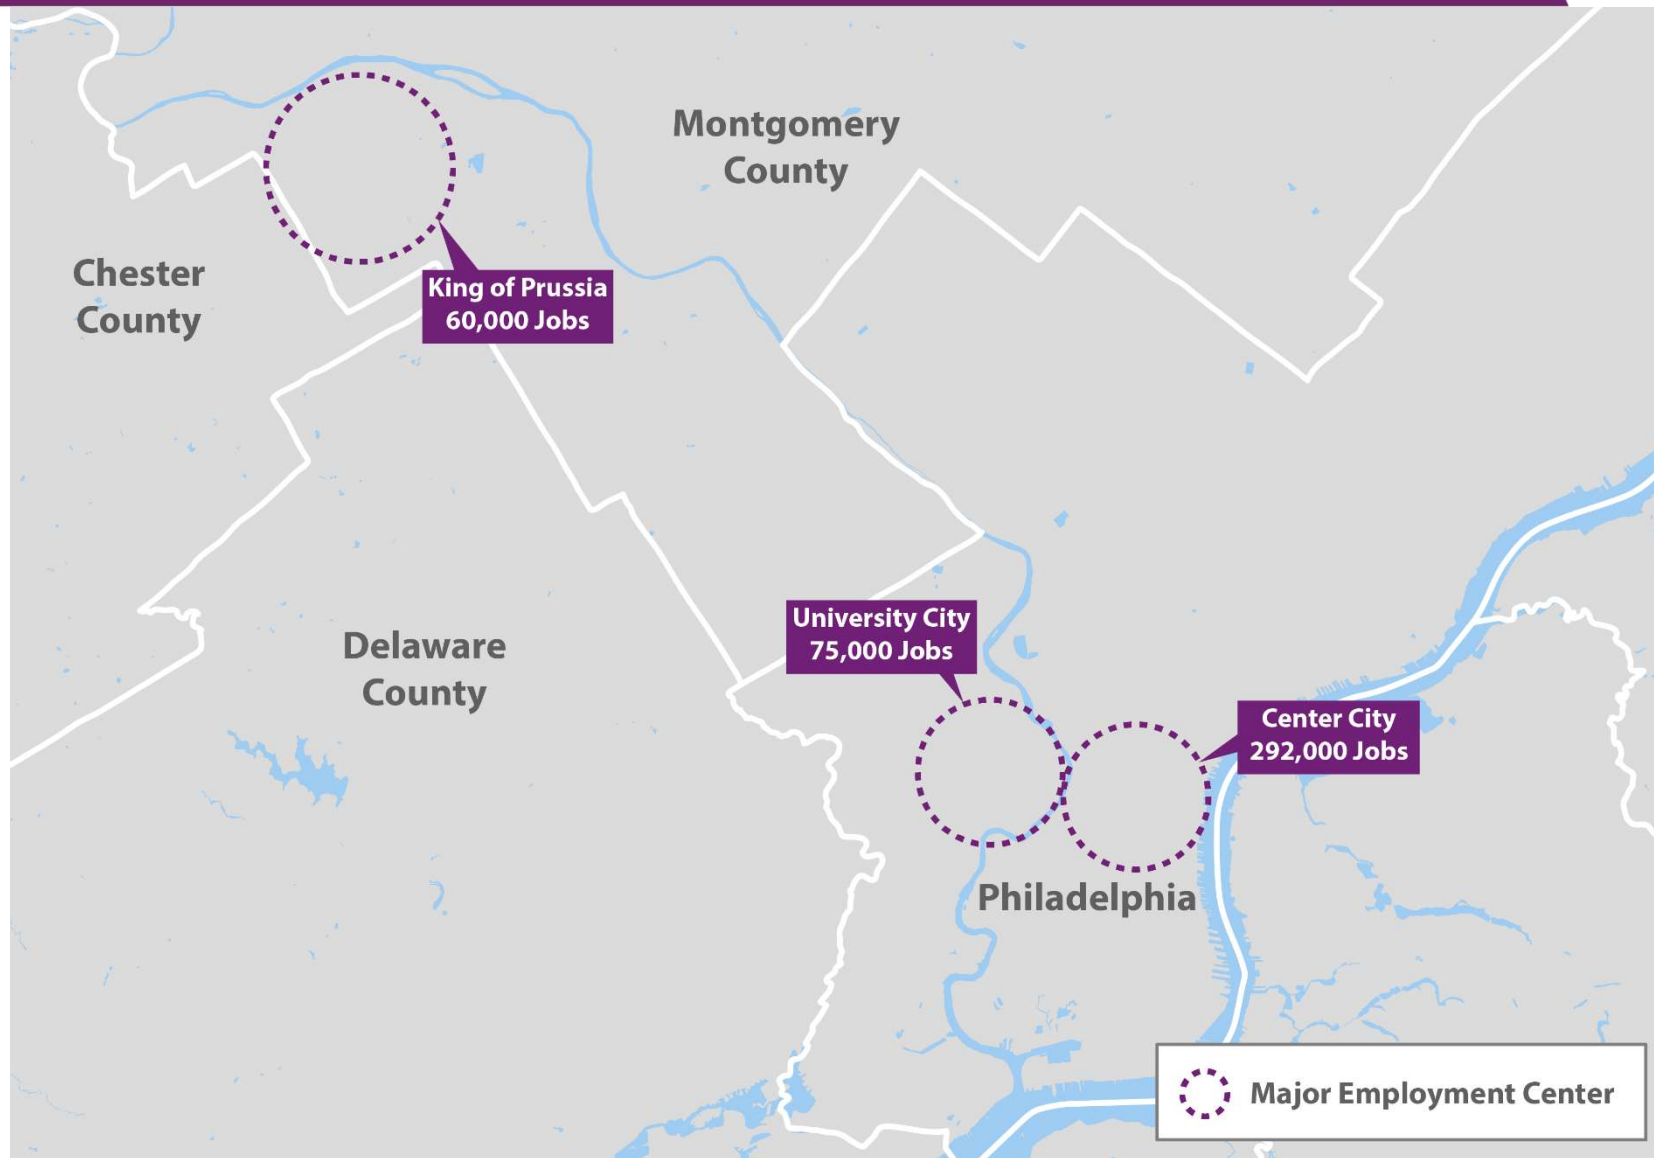 Montgomery
County
Chester
County
King of Prussia
60,000 Jobs
University City
75,000 Jobs
Delaware
County
Center City
292,000 Jobs
Philadelphia
Major Employment Center